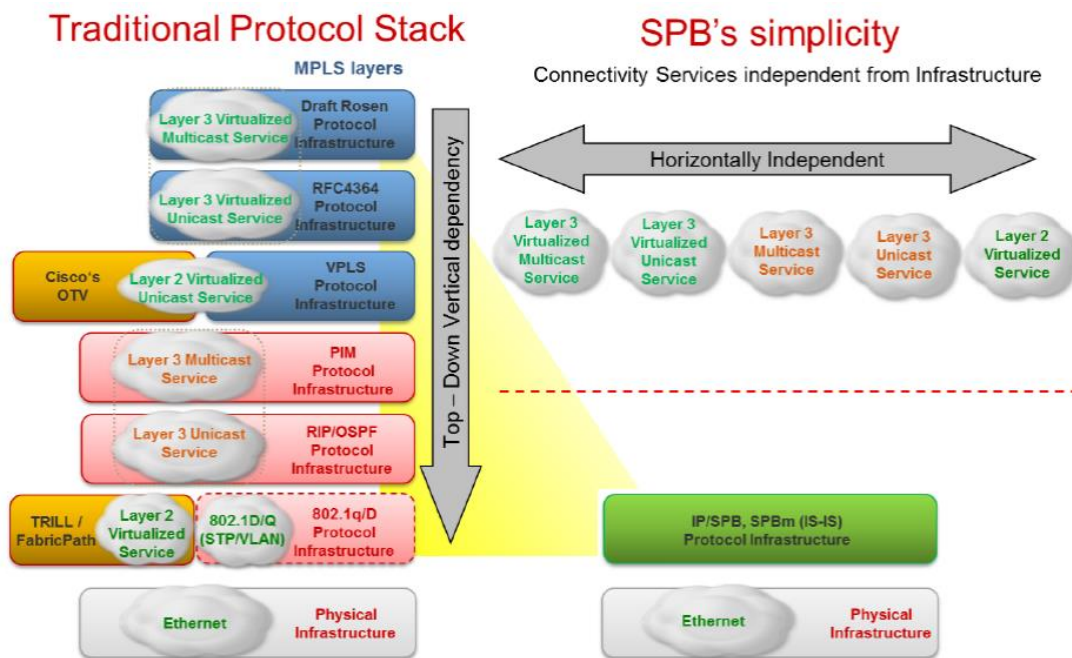 Traditional Protocol Stack
MPLS layers
Layer 3 Virtualized
Multicast Service
Draft Rosen
Protocol
Infrastructure
Layer 3 Virtualized
Unicast Service
RFC4364
Protocol
Infrastructure
Cisco's
OTV
Layer 2 Virtualized
Unicast Service
VPLS
Protocol
Infrastructure
Layer 3 Multicast
Service
PIM
Protocol
Infrastructure
Layer 3 Unicast
Service
RIP/OSPF
Protocol
Infrastructure
TRILL /
FabricPath
Layer 2
Virtualized
Service
802.1D/Q
(STP/VLAN)
802.1q/D
Protocol
Infrastructure
Ethernet
Physical
Infrastructure
Top – Down Vertical dependency
SPB's simplicity
Connectivity Services independent from Infrastructure
Horizontally Independent
Layer 3
Virtualized
Multicast
Service
Layer 3
Virtualized
Unicast
Service
Layer 3
Multicast
Service
Layer 3
Unicast
Service
Layer 2
Virtualized
Service
IP/SPB, SPBm (IS-IS)
Protocol Infrastructure
Ethernet
Physical
Infrastructure